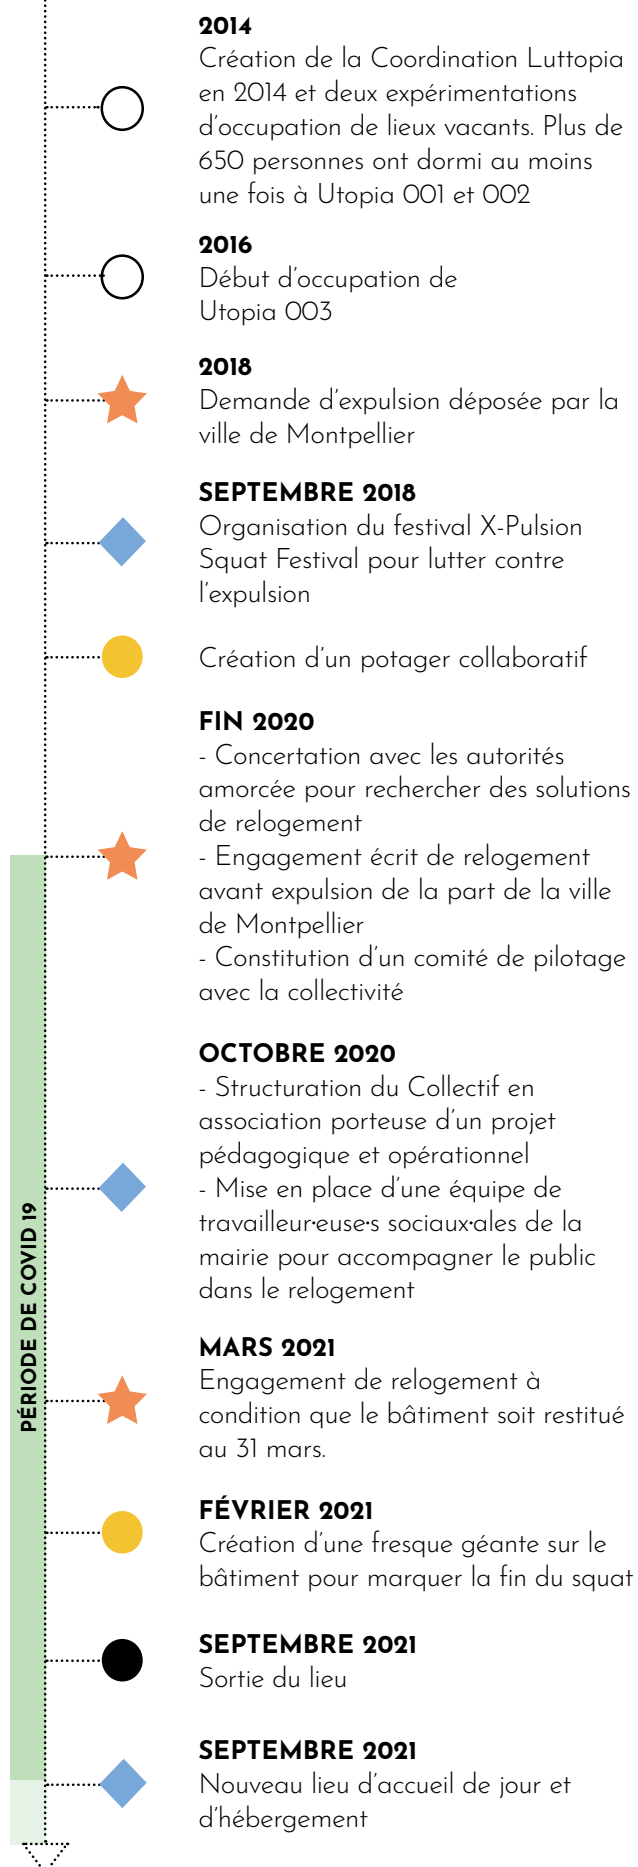 2014
Création de la Coordination Luttopia
en 2014 et deux expérimentations
d'occupation de lieux vacants. Plus de
650 personnes ont dormi au moins
une fois à Utopia 001 et 002
2016
Début d'occupation de
Utopia 003
2018
Demande d'expulsion déposée par la
ville de Montpellier
SEPTEMBRE 2018
Organisation du festival X-Pulsion
Squat Festival pour lutter contre
l'expulsion
Création d'un potager collaboratif
FIN 2020
- Concertation avec les autorités
amorcée pour rechercher des solutions
de relogement
- Engagement écrit de relogement
avant expulsion de la part de la ville
de Montpellier
- Constitution d'un comité de pilotage
avec la collectivité
OCTOBRE 2020
- Structuration du Collectif en
association porteuse d'un projet
pédagogique et opérationnel
- Mise en place d'une équipe de
travailleur·euse·s sociaux·ales de la
mairie pour accompagner le public
dans le relogement
MARS 2021
Engagement de relogement à
condition que le bâtiment soit restitué
au 31 mars.
FÉVRIER 2021
Création d'une fresque géante sur le
bâtiment pour marquer la fin du squat
SEPTEMBRE 2021
Sortie du lieu
SEPTEMBRE 2021
Nouveau lieu d'accueil de jour et
d'hébergement
PÉRIODE DE COVID 19